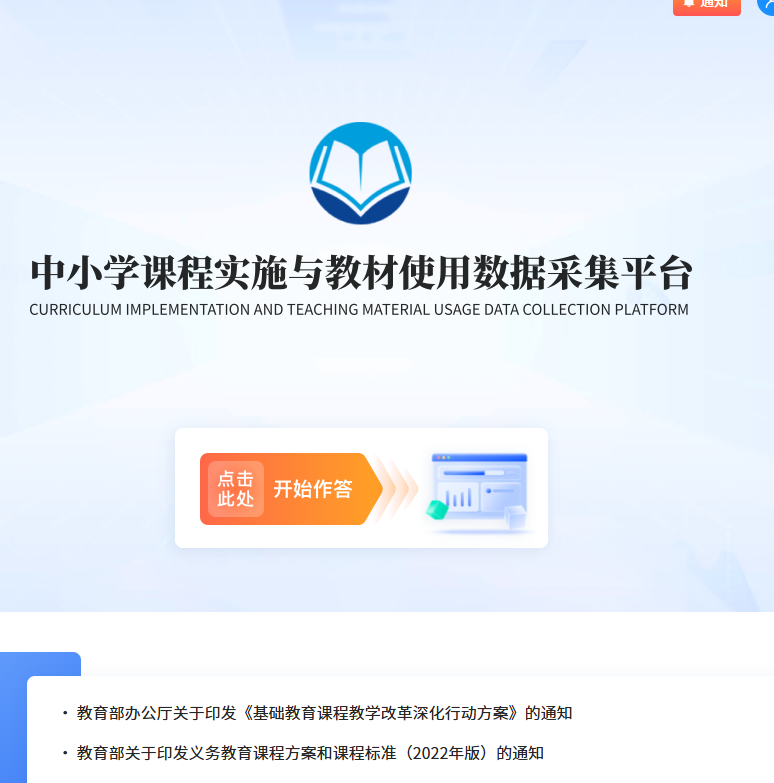 通知
中小学课程实施与教材使用数据采集平台
CURRICULUM IMPLEMENTATION AND TEACHING MATERIAL USAGE DATA COLLECTION PLATFORM
点击
此处
开始作答
· 教育部办公厅关于印发《基础教育课程教学改革深化行动方案》的通知
· 教育部关于印发义务教育课程方案和课程标准（2022年版）的通知